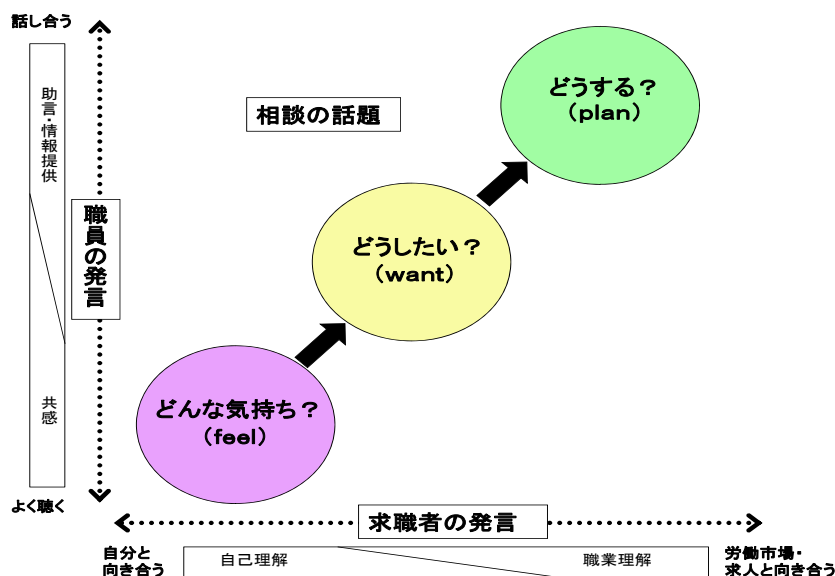 話し合う
助言・情報提供
職員の発言
共感
よく聴く
相談の話題
どうする？
(plan)
どうしたい？
(want)
どんな気持ち？
(feel)
求職者の発言
自分と
向き合う
自己理解
職業理解
労働市場・
求人と向き合う